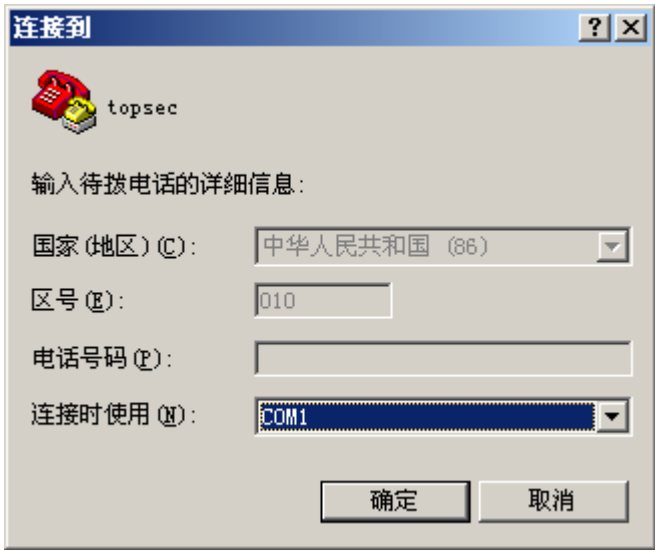 连接到
topsec
输入待拨电话的详细信息:
国家(地区)(C): 中华人民共和国 (86)
区号(E): 010
电话号码(P):
连接时使用(N): COM1
确定 取消